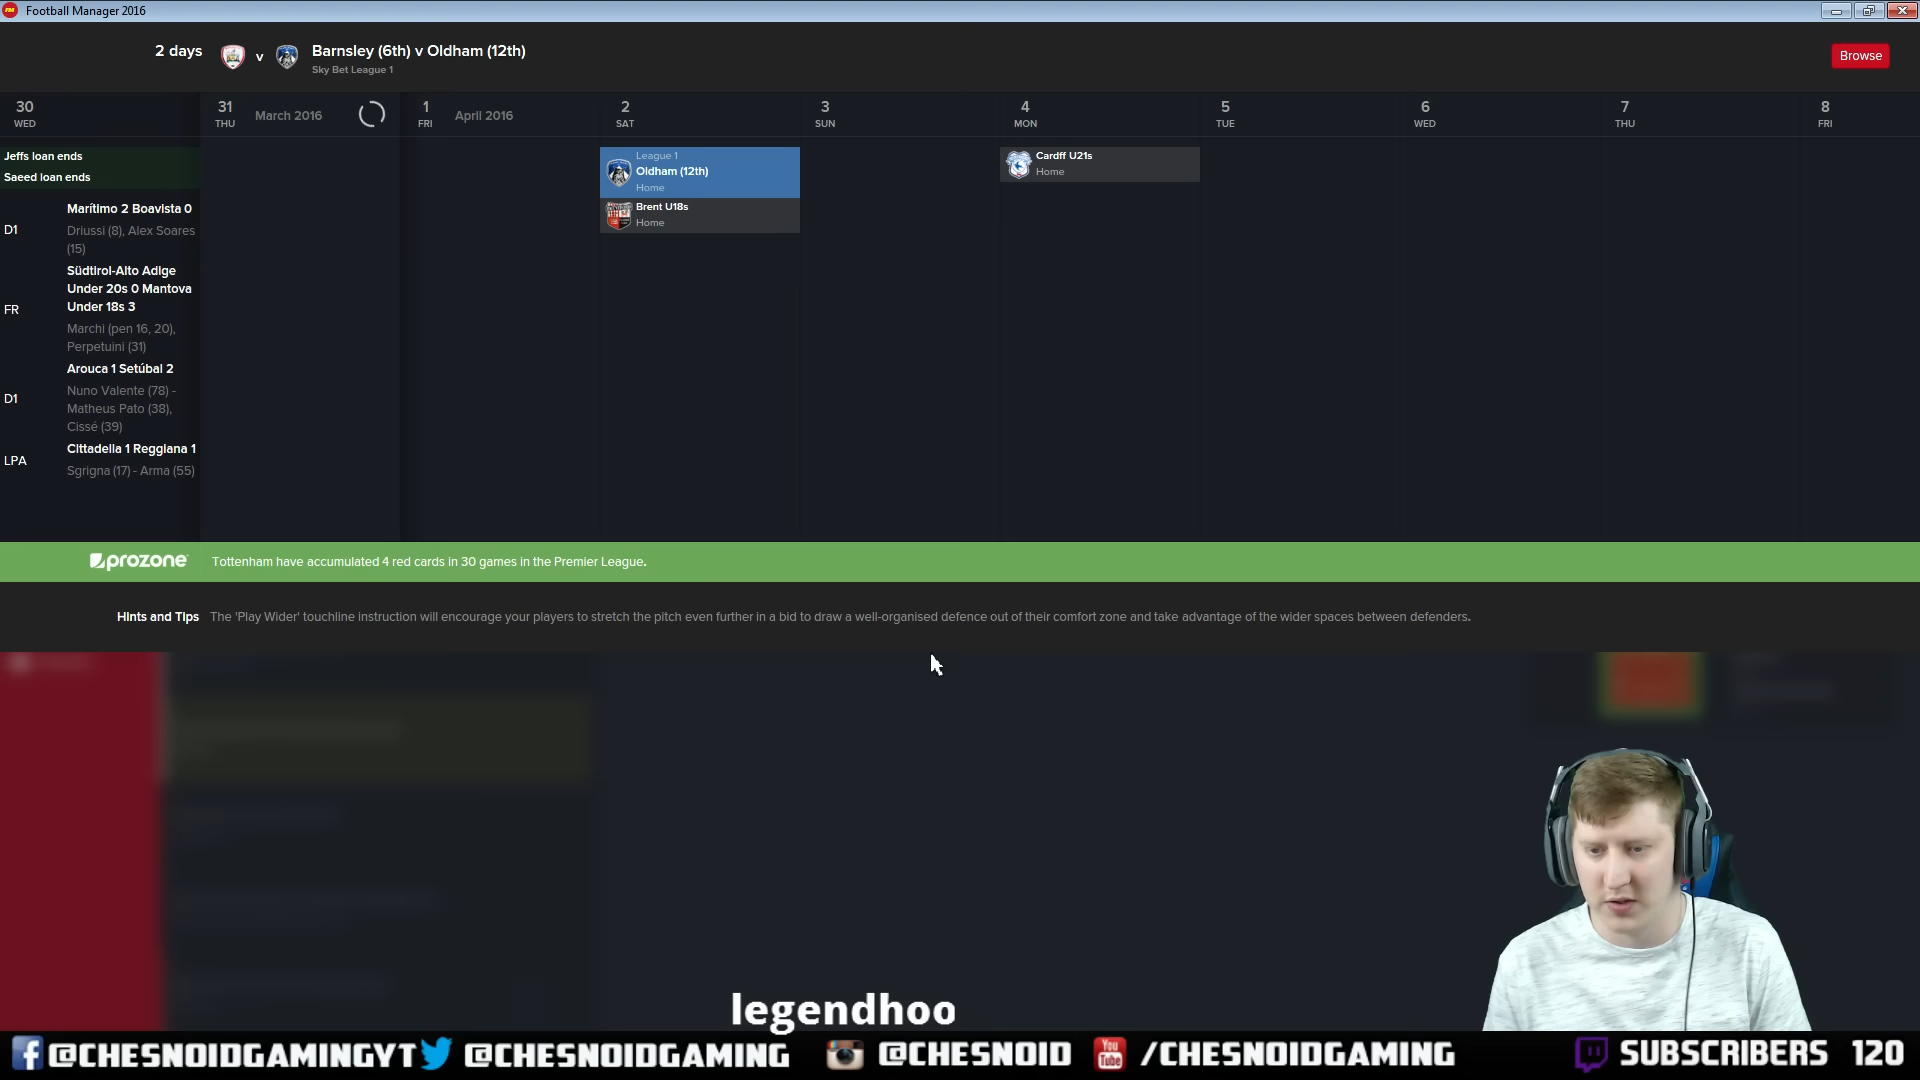 Football Manager 2016
2 days
v
Barnsley (6th) v Oldham (12th)
Sky Bet League 1
Browse
30
WED
31
THU
March 2016
1
FRI
April 2016
2
SAT
3
SUN
4
MON
5
TUE
6
WED
7
THU
8
FRI
Jeffs loan ends
Saeed loan ends
D1
Marítimo 2 Boavista 0
Driussi (8), Alex Soares
(15)
FR
Südtirol-Alto Adige
Under 20s 0 Mantova
Under 18s 3
Marchi (pen 16, 20),
Perpetuini (31)
D1
Arouca 1 Setúbal 2
Nuno Valente (78) -
Matheus Pato (38),
Cissé (39)
LPA
Cittadella 1 Reggiana 1
Sgrigna (17) - Arma (55)
League 1
Oldham (12th)
Home
Brent U18s
Home
Cardff U21s
Home
prozone
Tottenham have accumulated 4 red cards in 30 games in the Premier League.
Hints and Tips
The 'Play Wider' touchline instruction will encourage your players to stretch the pitch even further in a bid to draw a well-organised defence out of their comfort zone and take advantage of the wider spaces between defenders.
legendhoo
@CHESNOIDGAMINGYT
@CHESNOIDGAMING
@CHESNOID
You Tube
/CHESNOIDGAMING
SUBSCRIBERS 120